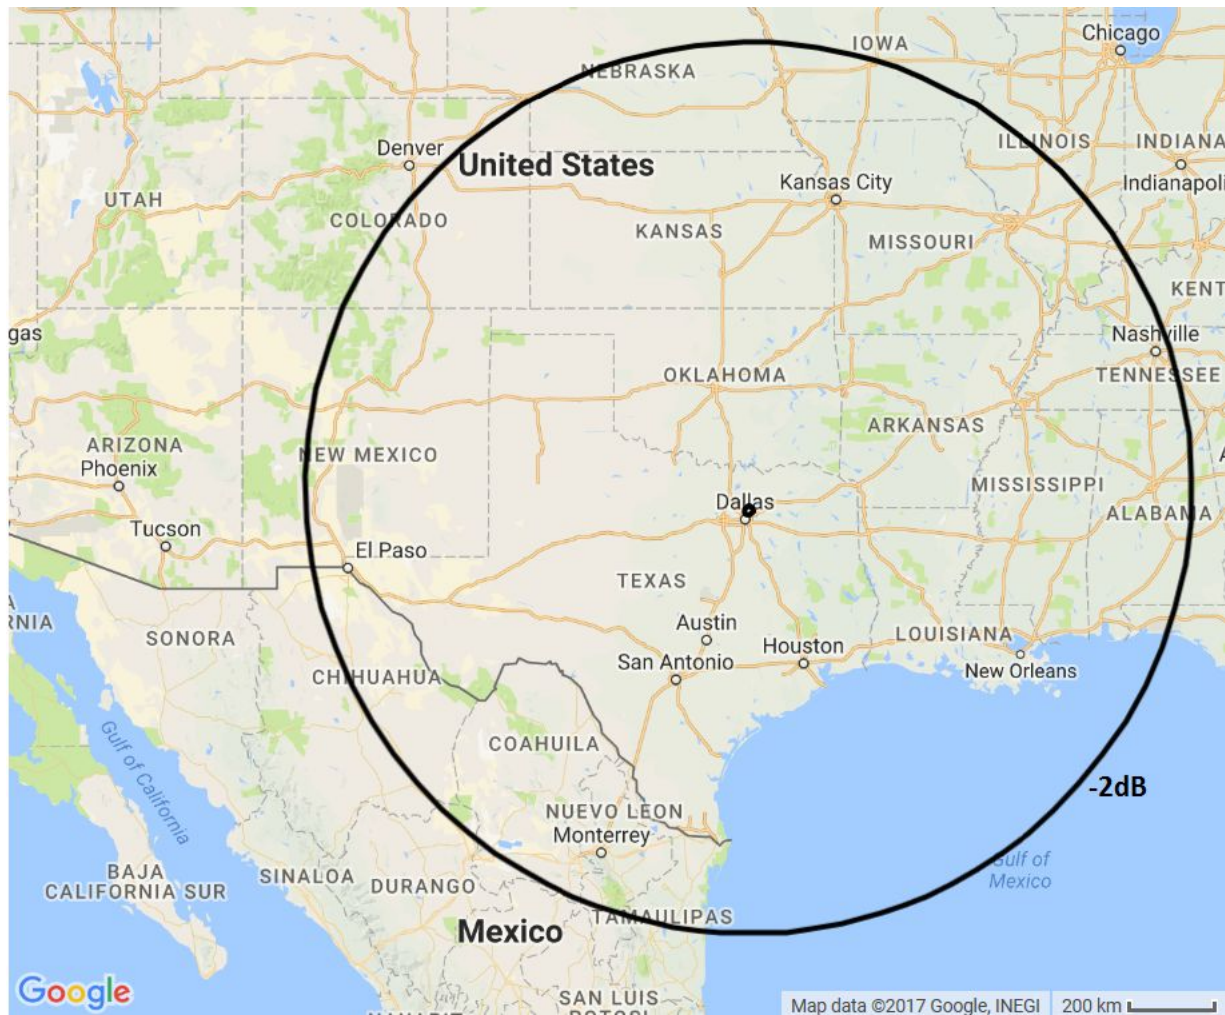 Chicago
IOWA
NEBRASKA
ILLINOIS
INDIANA
Denver
United States
Kansas City
Indianapoli
UTAH
COLORADO
KANSAS
MISSOURI
KENT
gas
Nashville
OKLAHOMA
TENNESSEE
ARKANSAS
ARIZONA
NEW MEXICO
Phoenix
MISSISSIPPI
A
Dallas
ALABAMA
Tucson
El Paso
TEXAS
A
RNIA
SONORA
Austin
LOUISIANA
Houston
San Antonio
New Orleans
CHIHUAHUA
Gulf of California
COAHUILA
-2dB
NUEVO LEON
Monterrey
Gulf of
Mexico
BAJA
CALIFORNIA SUR
SINALOA
DURANGO
TAMAULIPAS
Mexico
Google
SAN LUIS
POTOSI
NAYARIT
Map data ©2017 Google, INEGI
200 km